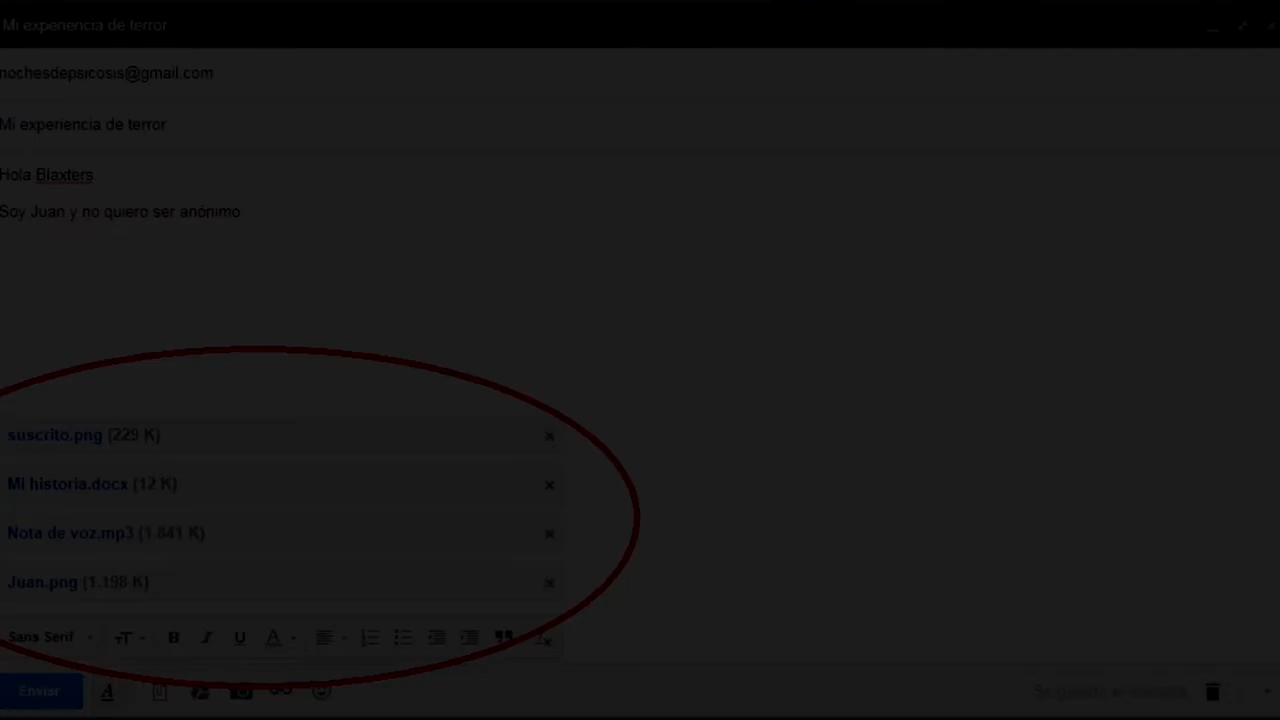 Mi experiencia de terror
nochesdepsicosis@gmail.com
Mi experiencia de terror
Hola Blaxters
Soy Juan y no quiero ser anónimo
suscrito.png (229 K)
Mi historia.docx (12 K)
Nota de voz.mp3 (1.841 K)
Juan.png (1.198 K)
Sans Serif
Enviar